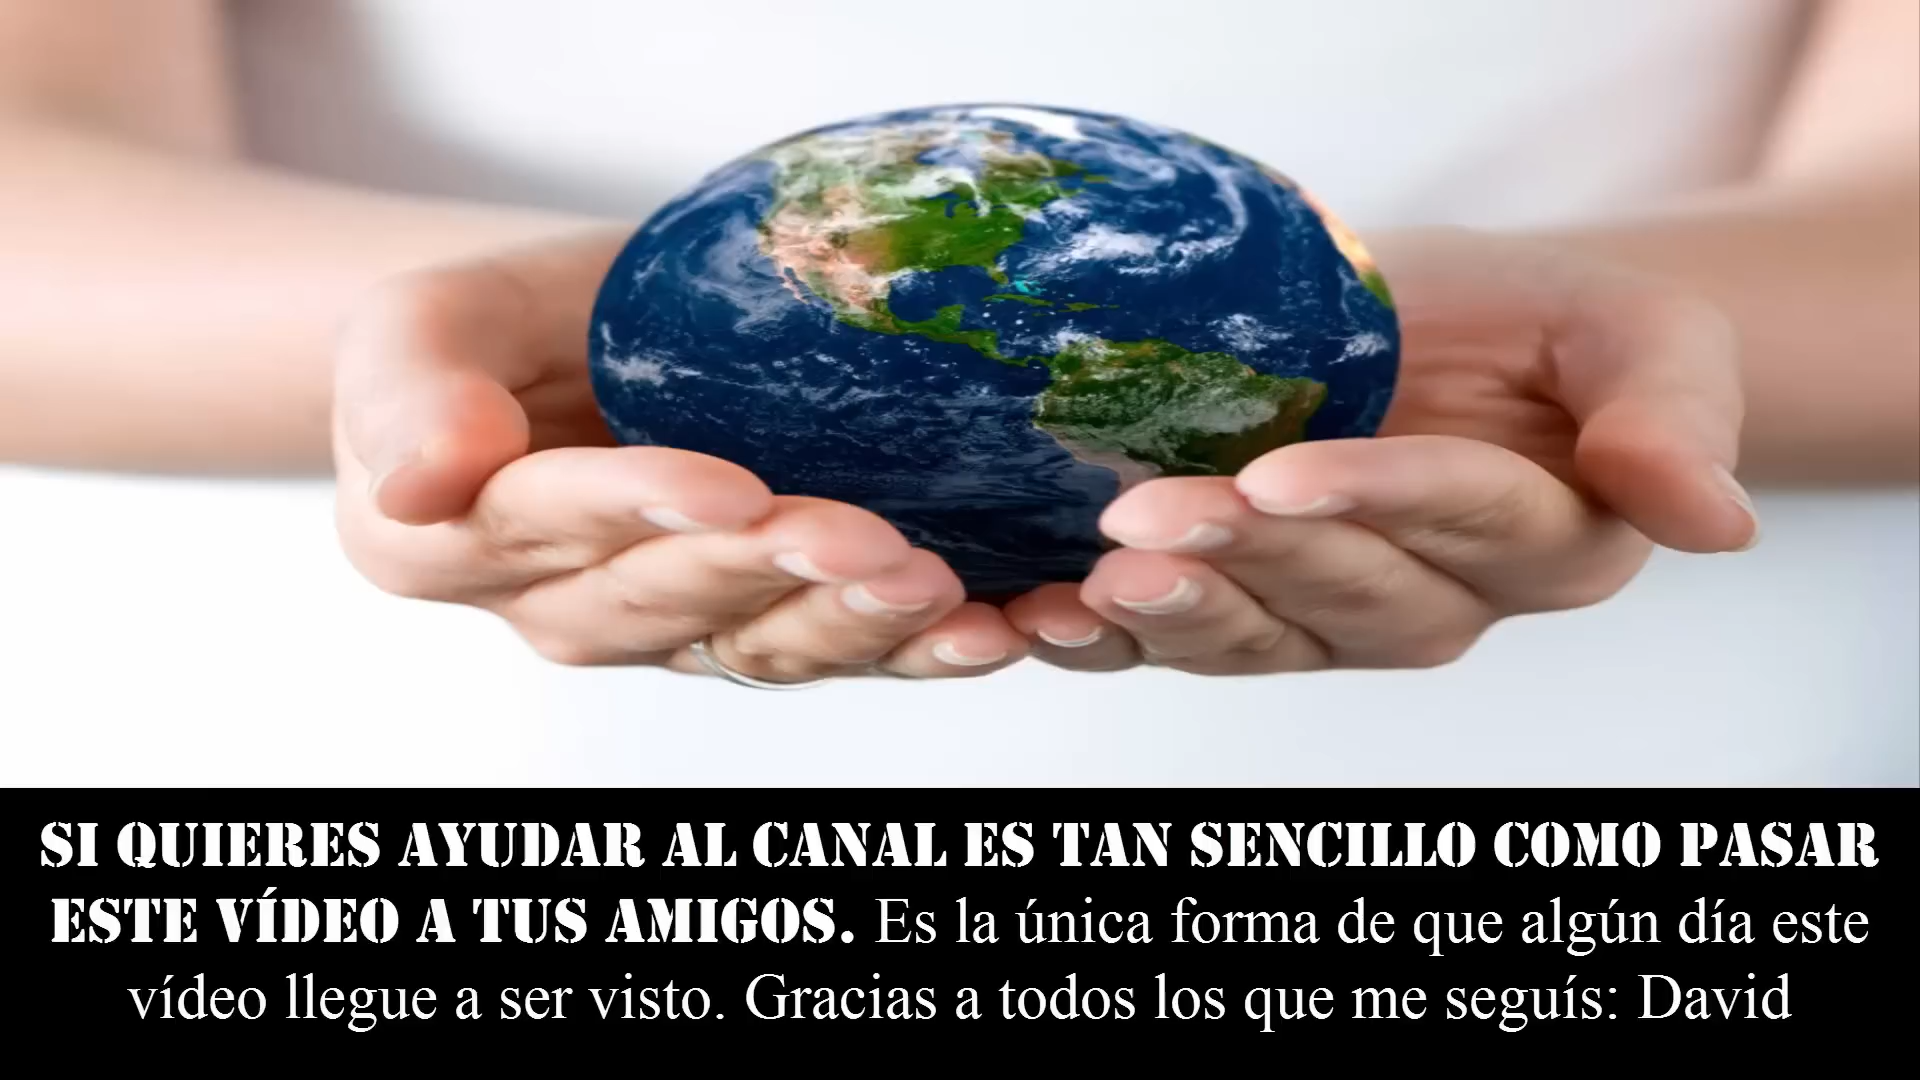 SI QUIERES AYUDAR AL CANAL ES TAN SENCILLO COMO PASAR
ESTE VÍDEO A TUS AMIGOS. Es la única forma de que algún día este
vídeo llegue a ser visto. Gracias a todos los que me seguís: David